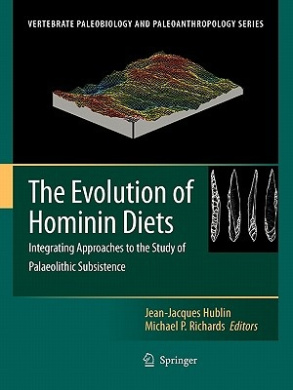 VERTEBRATE PALEOBIOLOGY AND PALEOANTHROPOLOGY SERIES
The Evolution of
Hominin Diets
Integrating Approaches to the Study of
Palaeolithic Subsistence
Jean-Jacques Hublin
Michael P. Richards Editors
Springer